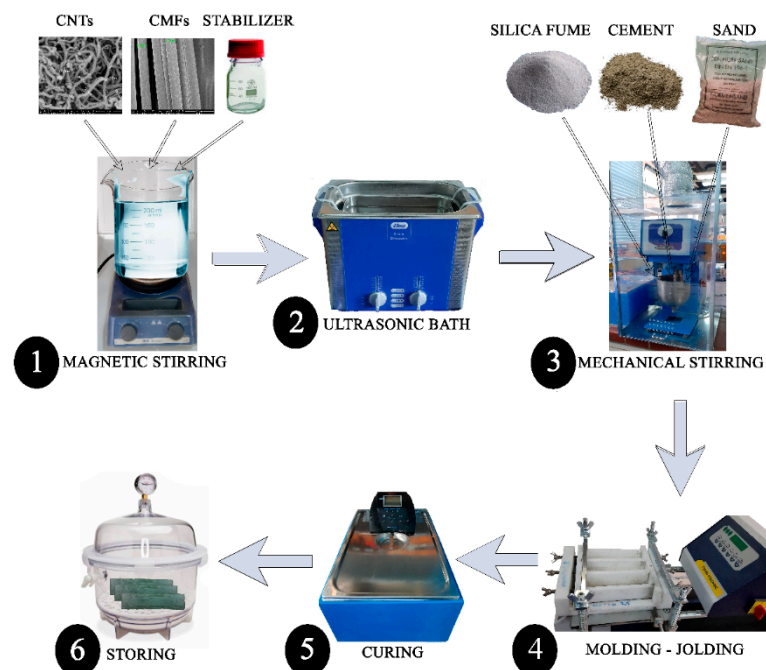 CNTs
CMFs
STABILIZER
SILICA FUME
CEMENT
SAND
1
MAGNETIC STIRRING
2
ULTRASONIC BATH
3
MECHANICAL STIRRING
6
STORING
5
CURING
4
MOLDING - JOLDING